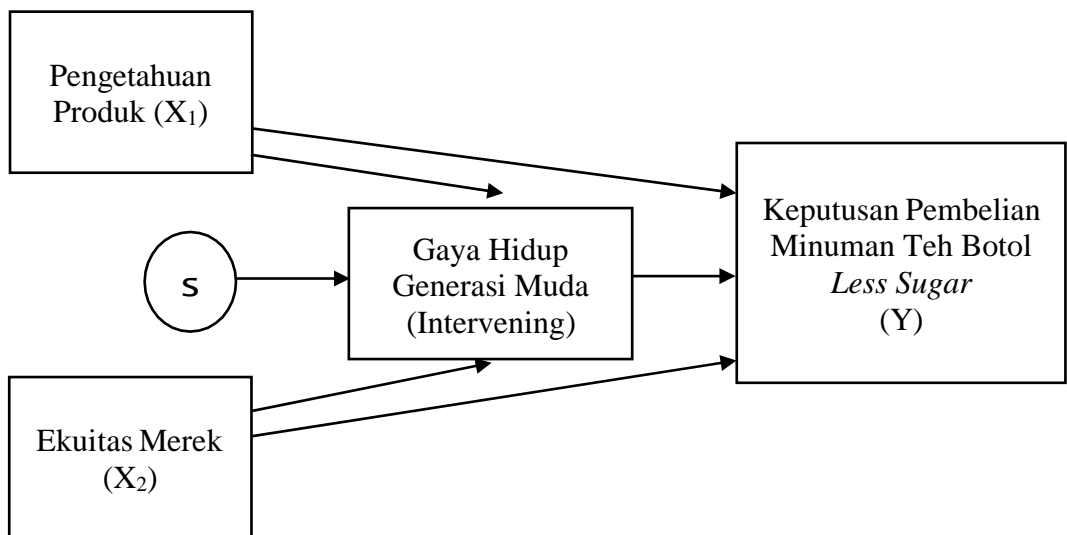 Pengetahuan
Produk (X₁)
Gaya Hidup
Generasi Muda
(Intervening)
s
Keputusan Pembelian
Minuman Teh Botol
Less Sugar
(Y)
Ekuitas Merek
(X₂)